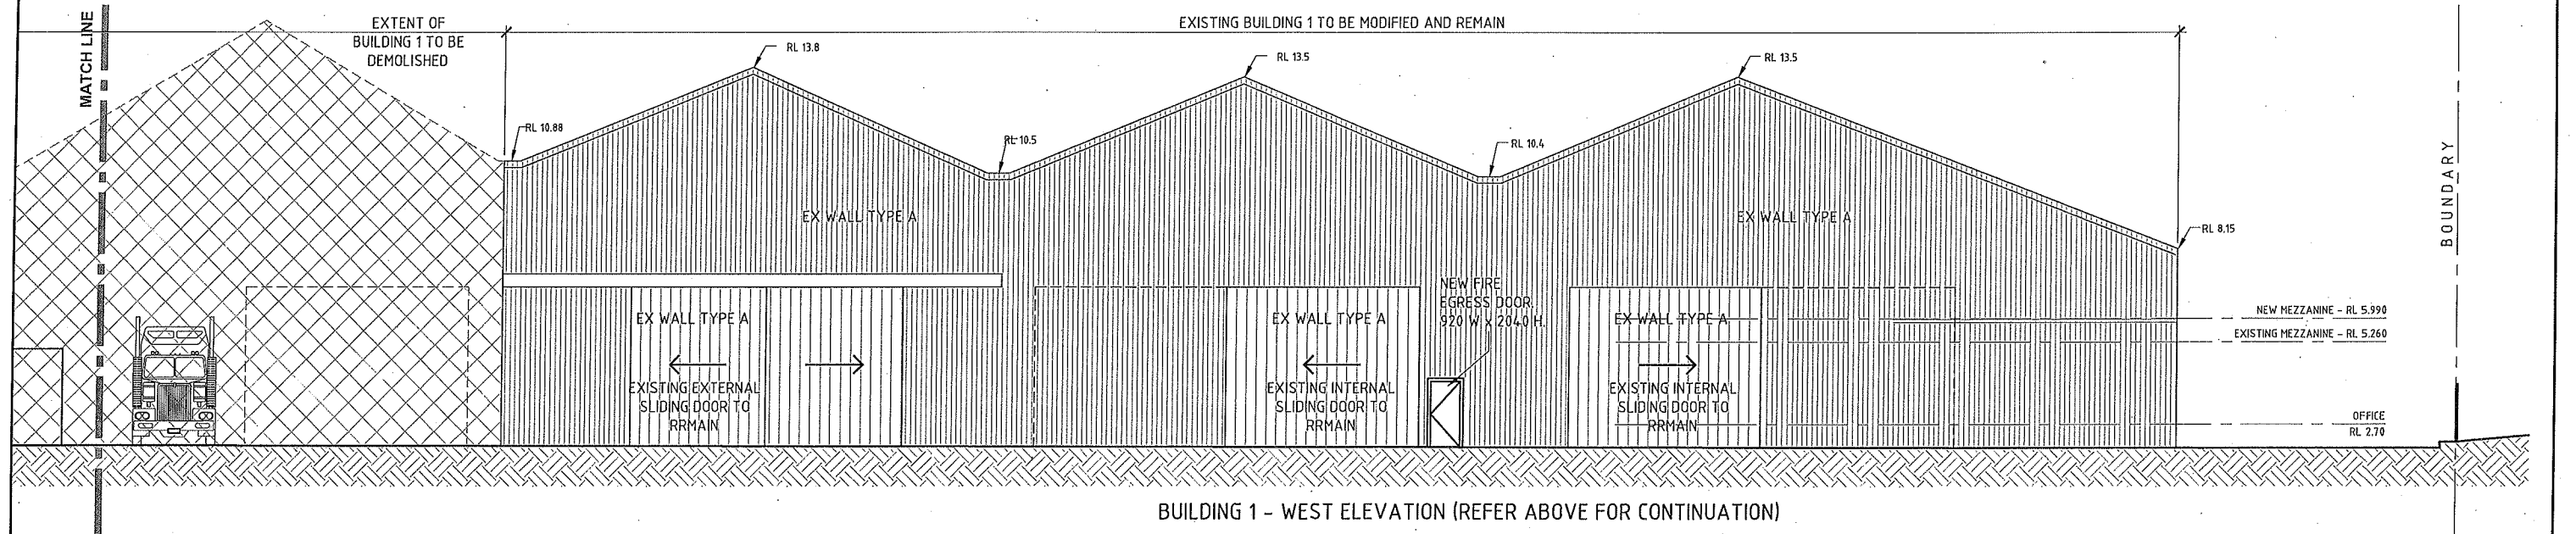 MATCH LINE
EXTENT OF
BUILDING 1 TO BE
DEMOLISHED
EXISTING BUILDING 1 TO BE MODIFIED AND REMAIN
RL 13.8
RL 13.5
RL 13.5
RL 10.88
RL 10.5
RL 10.4
RL 8.15
EX WALL TYPE A
EX WALL TYPE A
BOUNDARY
NEW FIRE
EGRESS DOOR.
920 W x 2040 H.
EX WALL TYPE A
EX WALL TYPE A
EX WALL TYPE A
NEW MEZZANINE - RL 5.990
EXISTING MEZZANINE - RL 5.260
EXISTING EXTERNAL
SLIDING DOOR TO
RRMAIN
EXISTING INTERNAL
SLIDING DOOR TO
RRMAIN
EXISTING INTERNAL
SLIDING DOOR TO
RRMAIN
OFFICE
RL 2.70
BUILDING 1 - WEST ELEVATION (REFER ABOVE FOR CONTINUATION)